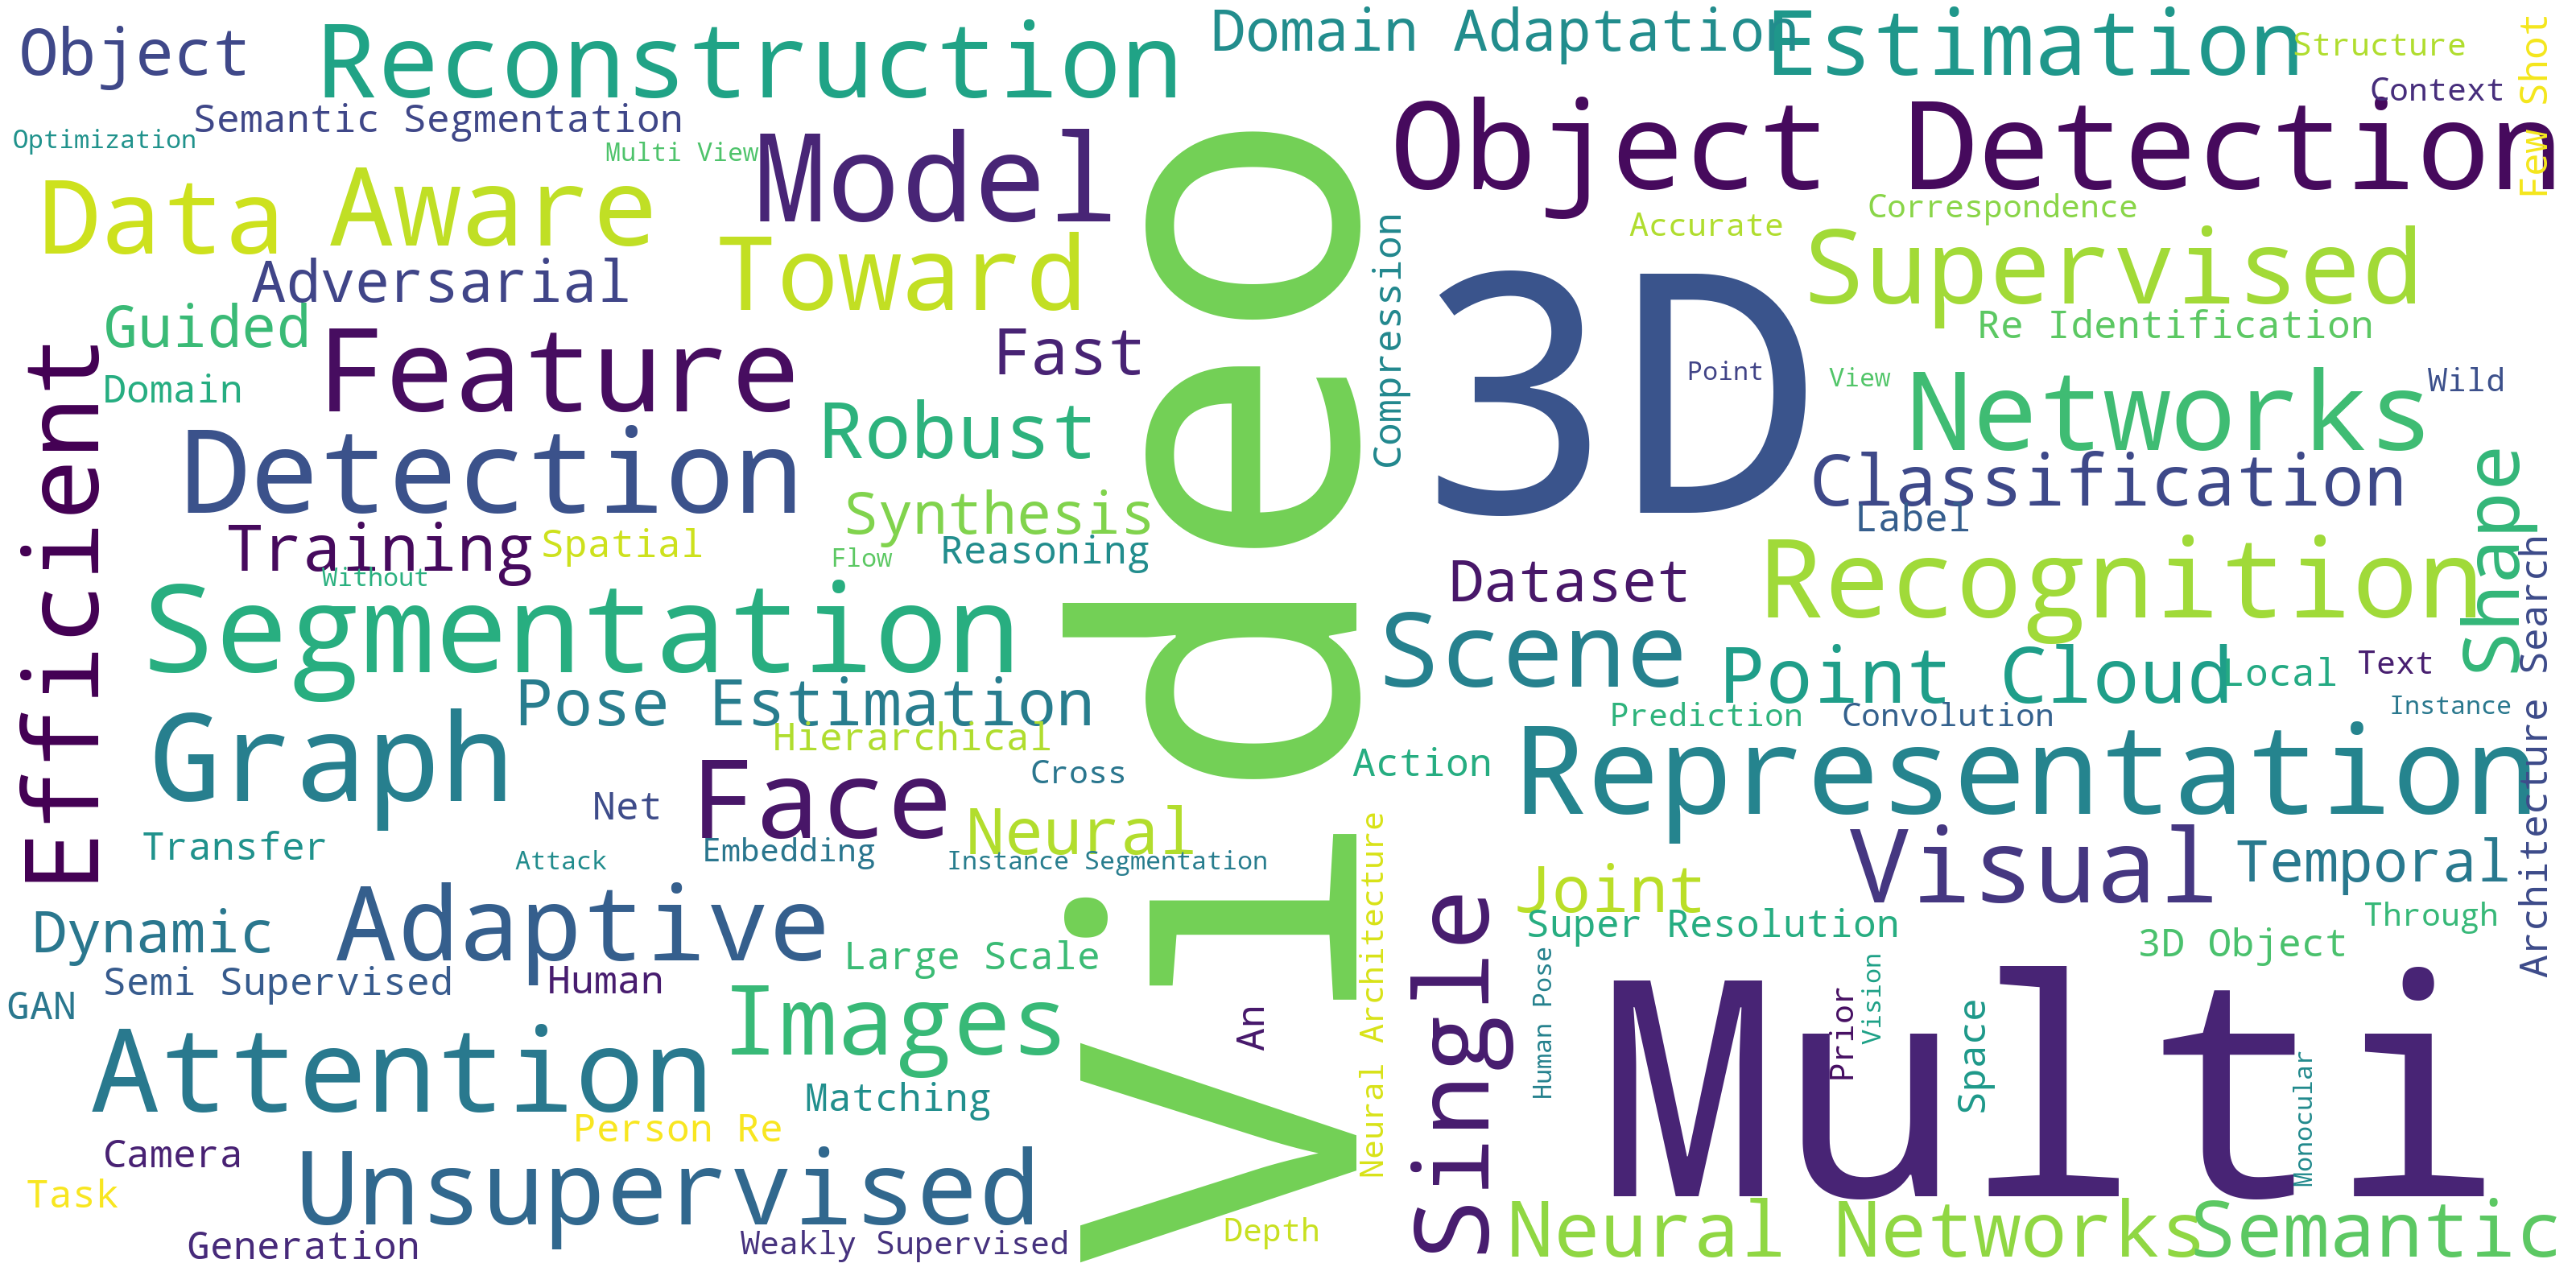 Object
Reconstruction
Domain Adaptation
Estimation
Structure
Few Shot
Context
Semantic Segmentation
Optimization
Multi View
Model
Object Detection
Data
Aware
Toward
Adversarial
Accurate
Correspondence
Supervised
Compression
Guided
Feature
Fast
3D
Point
View
Re Identification
Networks
Wild
Domain
Efficient
Detection
Robust
Classification
Shape
Synthesis
Label
Training
Spatial
Flow
Reasoning
Without
Video
Dataset
Recognition
Architecture Search
Segmentation
Scene
Point Cloud
Local
Text
Instance
Pose Estimation
Hierarchical
Prediction
Convolution
Graph
Face
Cross
Action
Representation
Net
Neural
Transfer
Attack
Embedding
Instance Segmentation
Neural Architecture
Joint
Visual
Temporal
Adaptive
Dynamic
Large Scale
Single
Super Resolution
Through
3D Object
Semi Supervised
Human
GAN
Images
An
Human Pose
Multi
Prior
Vision
Space
Monocular
Attention
Matching
Person Re
Camera
Unsupervised
Task
Generation
Weakly Supervised
Depth
Neural Networks
Semantic